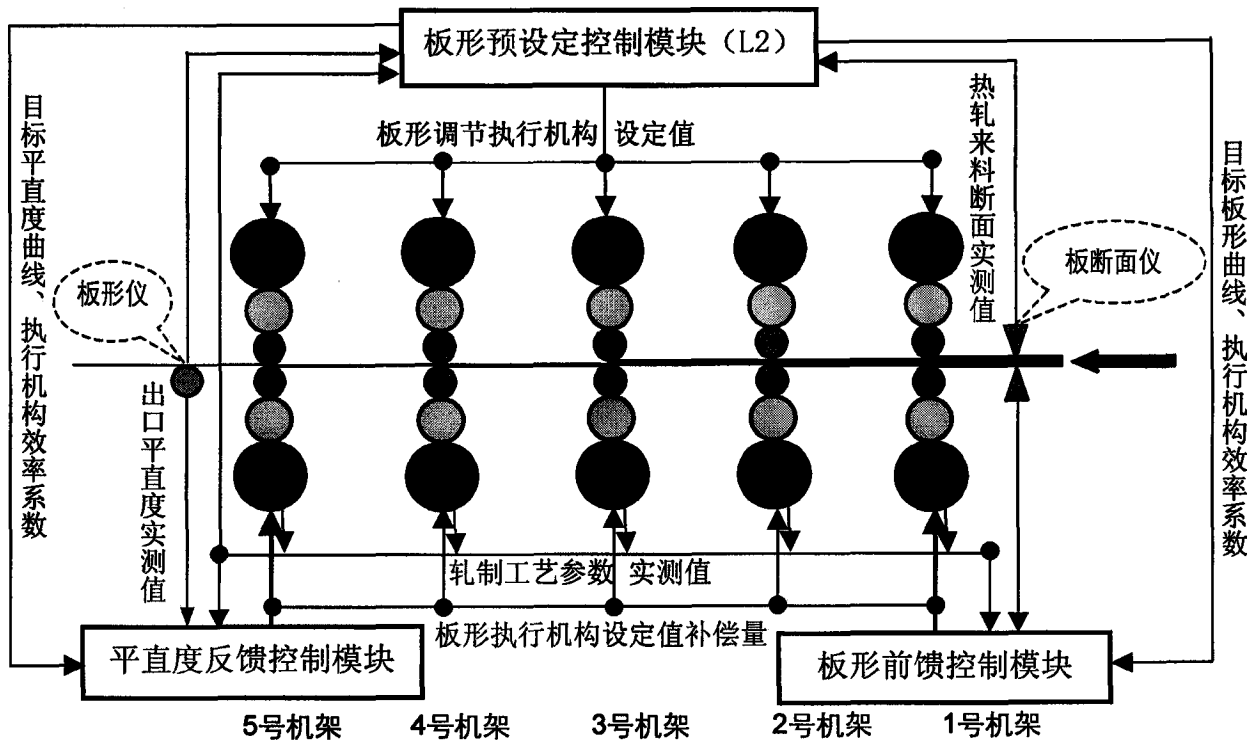 板形预设定控制模块（L2）
板形调节执行机构 设定值
目标平直度曲线、执行机构效率系数
热轧来料断面实测值
目标板形曲线、执行机构效率系数
板形仪
板断面仪
出口平直度实测值
轧制工艺参数 实测值
板形执行机构设定值补偿量
平直度反馈控制模块
板形前馈控制模块
5号机架 4号机架 3号机架 2号机架 1号机架